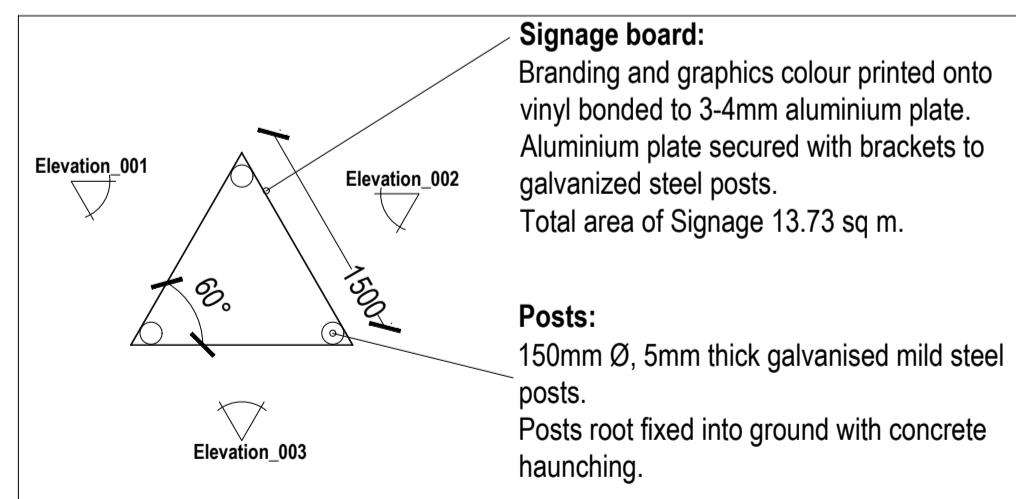 Signage board:
Branding and graphics colour printed onto
vinyl bonded to 3-4mm aluminium plate.
Aluminium plate secured with brackets to
galvanized steel posts.
Total area of Signage 13.73 sq m.
Elevation_001
Elevation_002
1500
60°
Posts:
150mm Ø, 5mm thick galvanised mild steel
posts.
Posts root fixed into ground with concrete
haunching.
Elevation_003